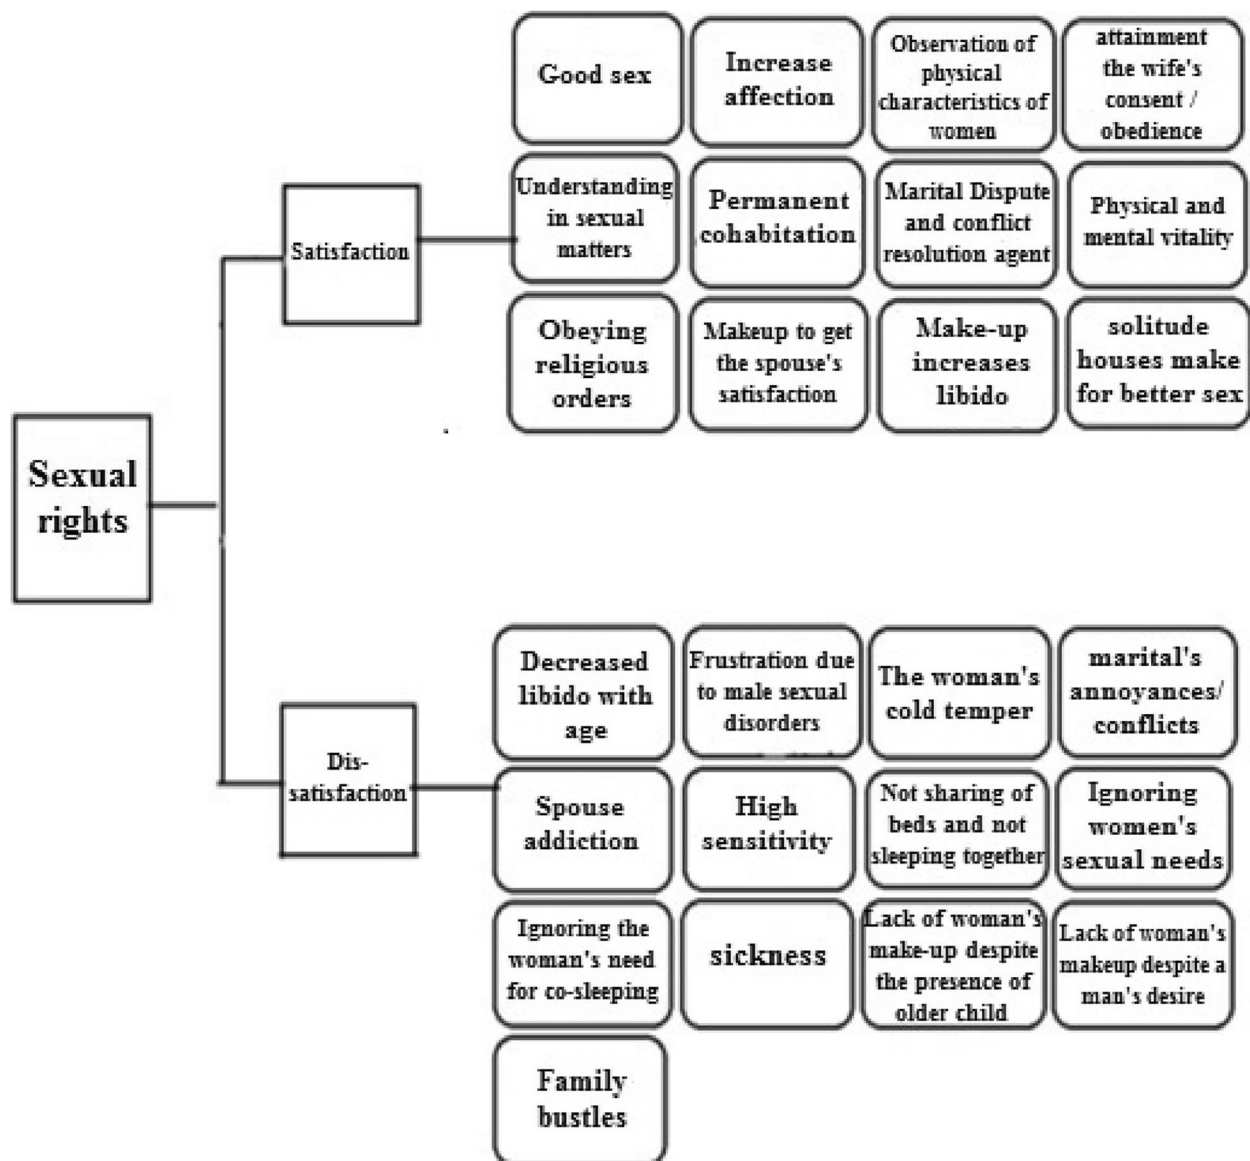 Sexual
rights
Satisfaction
Good sex
Increase
affection
Observation of
physical
characteristics of
women
attainment
the wife's
consent /
obedience
Understanding
in sexual
matters
Permanent
cohabitation
Marital Dispute
and conflict
resolution agent
Physical and
mental vitality
Obeying
religious
orders
Makeup to get
the spouse's
satisfaction
Make-up
increases
libido
solitude
houses make
for better sex
Dis-
satisfaction
Decreased
libido with
age
Frustration due
to male sexual
disorders
The woman's
cold temper
marital's
annoyances/
conflicts
Spouse
addiction
High
sensitivity
Not sharing of
beds and not
sleeping together
Ignoring
women's
sexual needs
Ignoring the
woman's need
for co-sleeping
sickness
Lack of woman's
make-up despite
the presence of
older child
Lack of woman's
makeup despite a
man's desire
Family
bustles